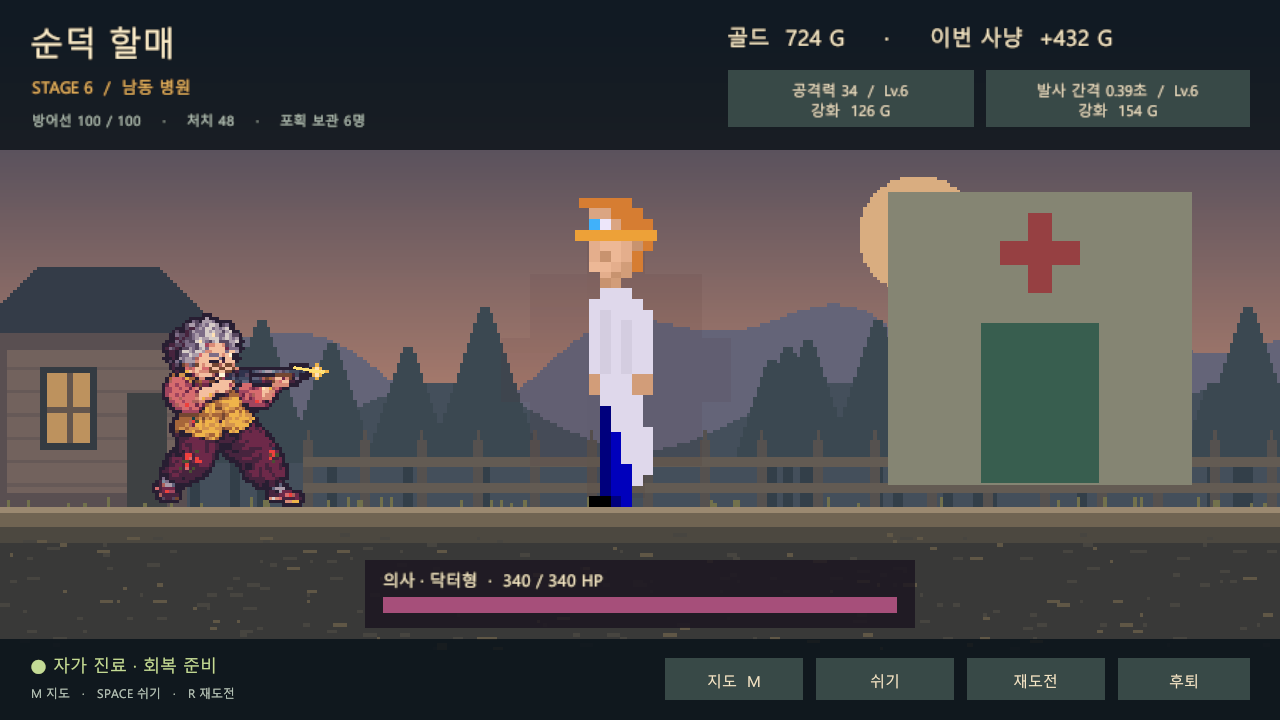 순덕 할매
STAGE 6 / 남동 병원
방어선 100 / 100 · 처치 48 · 포획 보관 6명
골드 724 G · 이번 사냥 +432 G
공격력 34 / Lv.6
강화 126 G
발사 간격 0.39초 / Lv.6
강화 154 G
의사 · 닥터형 · 340 / 340 HP
자가 진료 · 회복 준비
M 지도 · SPACE 쉬기 · R 재도전
지도 M
쉬기
재도전
후퇴